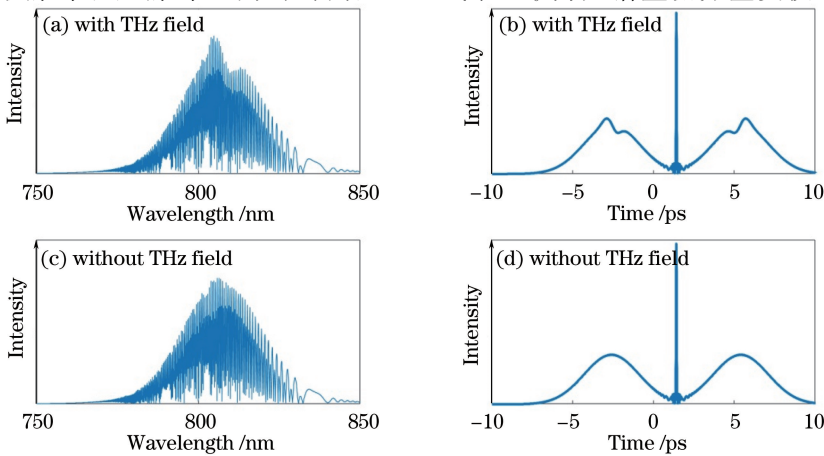 (a) with THz field
Intensity
750
800
850
Wavelength /nm
(b) with THz field
Intensity
−10
−5
0
5
10
Time /ps
(c) without THz field
Intensity
750
800
850
Wavelength /nm
(d) without THz field
Intensity
−10
−5
0
5
10
Time /ps